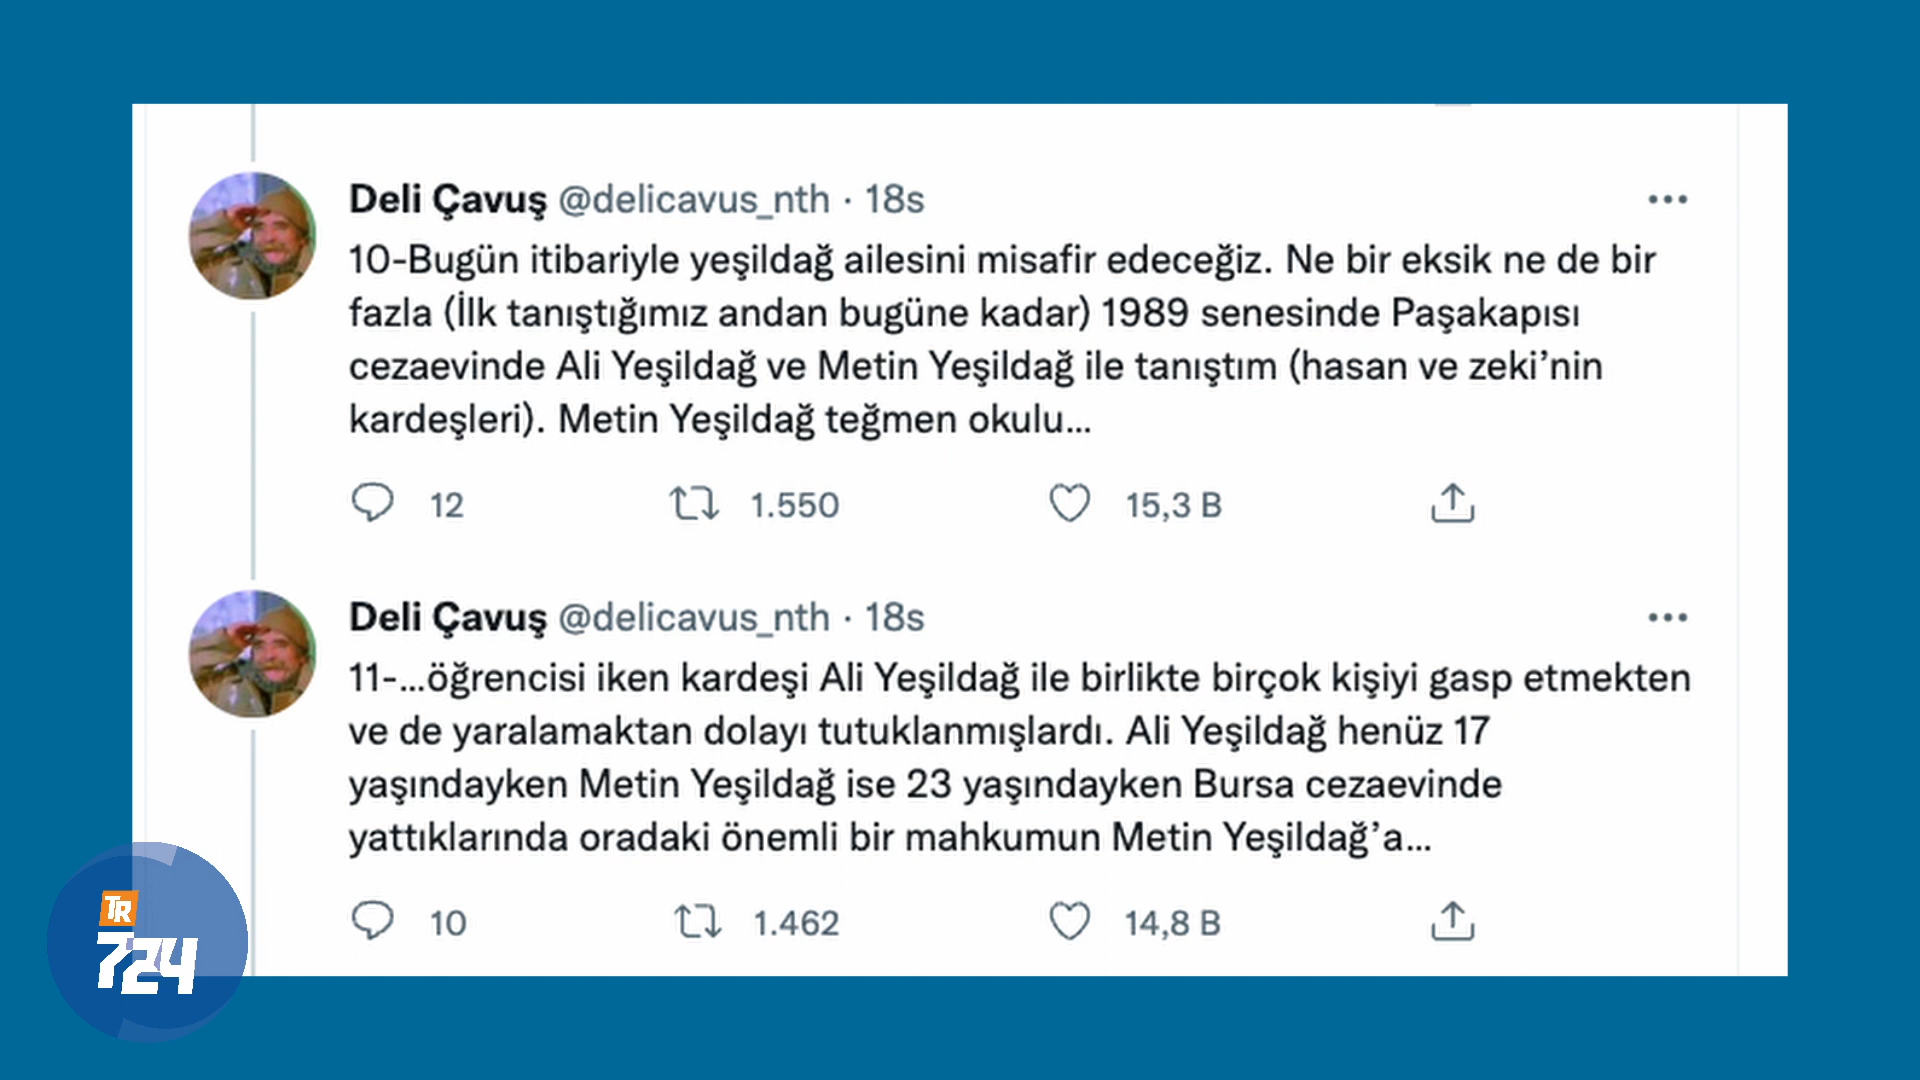 Deli Çavuş @delicavus_nth · 18s
10-Bugün itibariyle yeşildağ ailesini misafir edeceğiz. Ne bir eksik ne de bir
fazla (İlk tanıştığımız andan bugüne kadar) 1989 senesinde Paşakapısı
cezaevinde Ali Yeşildağ ve Metin Yeşildağ ile tanıştım (hasan ve zeki’nin
kardeşleri). Metin Yeşildağ teğmen okulu...
12 1.550 15,3 B
Deli Çavuş @delicavus_nth · 18s
11-...öğrencisi iken kardeşi Ali Yeşildağ ile birlikte birçok kişiyi gasp etmekten
ve de yaralamaktan dolayı tutuklanmışlardı. Ali Yeşildağ henüz 17
yaşındayken Metin Yeşildağ ise 23 yaşındayken Bursa cezaevinde
yattıklarında oradaki önemli bir mahkumun Metin Yeşildağ’a...
10 1.462 14,8 B
TR
724